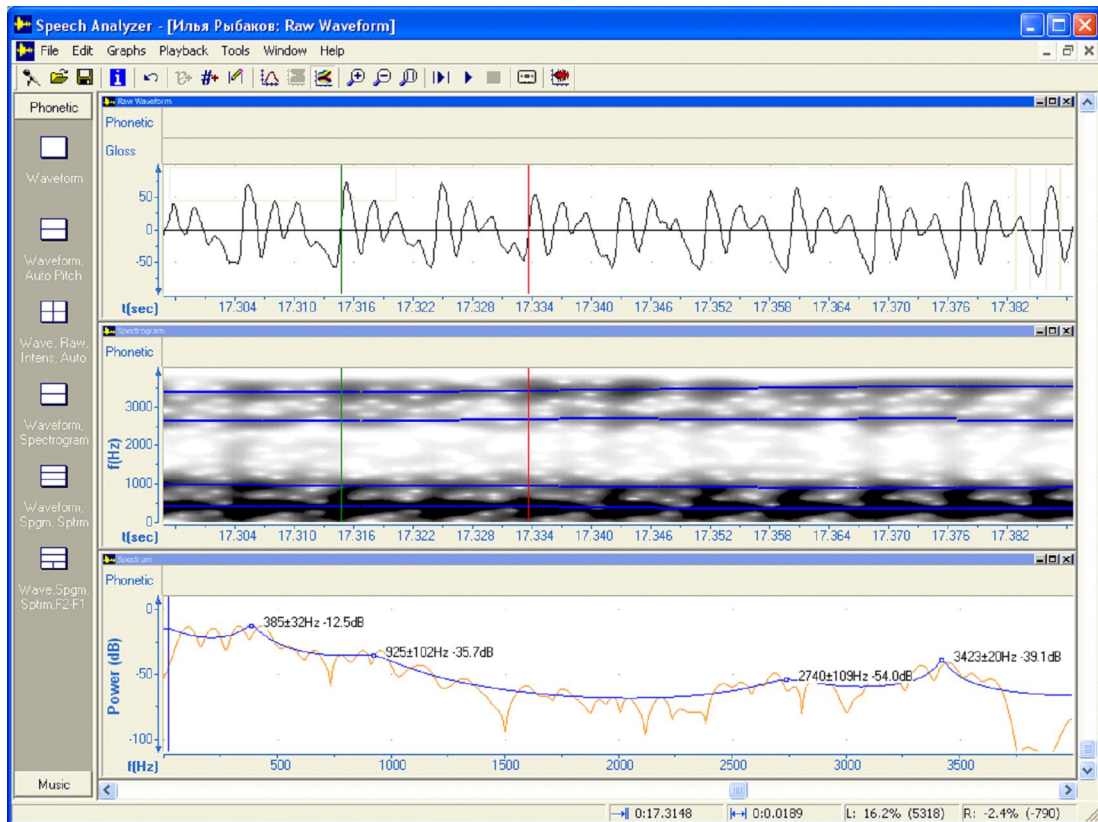 Speech Analyzer - [Илья Рыбаков: Raw Waveform]
File Edit Graphs Playback Tools Window Help
Phonetic
Waveform
Waveform,
Auto Pitch
Wave, Raw,
Intens, Auto
Waveform,
Spectrogram
Waveform,
Spgm, Sptrm
Wave,Spgm,
Sptrm,F2-F1
Music
Raw Waveform
Phonetic
Gloss
50
0
-50
t(sec) 17.304 17.310 17.316 17.322 17.328 17.334 17.340 17.346 17.352 17.358 17.364 17.370 17.376 17.382
Spectrogram
Phonetic
f(Hz)
3000
2000
1000
0
t(sec) 17.304 17.310 17.316 17.322 17.328 17.334 17.340 17.346 17.352 17.358 17.364 17.370 17.376 17.382
Spectrum
Phonetic
Power (dB)
0
-50
-100
385±32Hz -12.5dB
925±102Hz -35.7dB
2740±109Hz -54.0dB
3423±20Hz -39.1dB
f(Hz) 500 1000 1500 2000 2500 3000 3500
0:17.3148 0:0.0189 L: 16.2% (5318) R: -2.4% (-790)